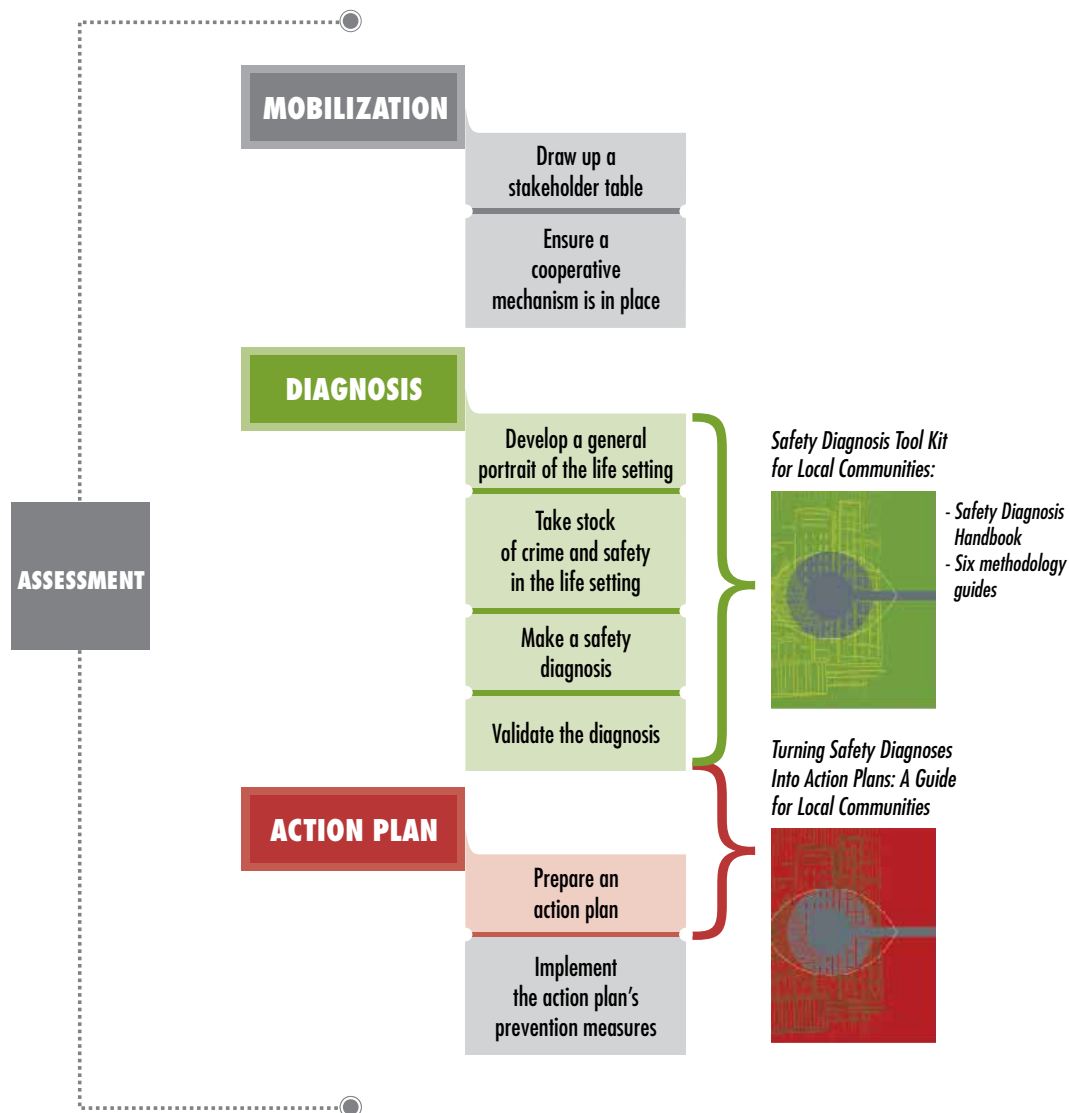 MOBILIZATION
Draw up a
stakeholder table
Ensure a
cooperative
mechanism is in place
DIAGNOSIS
Develop a general
portrait of the life setting
Take stock
of crime and safety
in the life setting
Make a safety
diagnosis
Validate the diagnosis
Safety Diagnosis Tool Kit
for Local Communities:
- Safety Diagnosis
Handbook
- Six methodology
guides
ASSESSMENT
ACTION PLAN
Prepare an
action plan
Implement
the action plan’s
prevention measures
Turning Safety Diagnoses
Into Action Plans: A Guide
for Local Communities